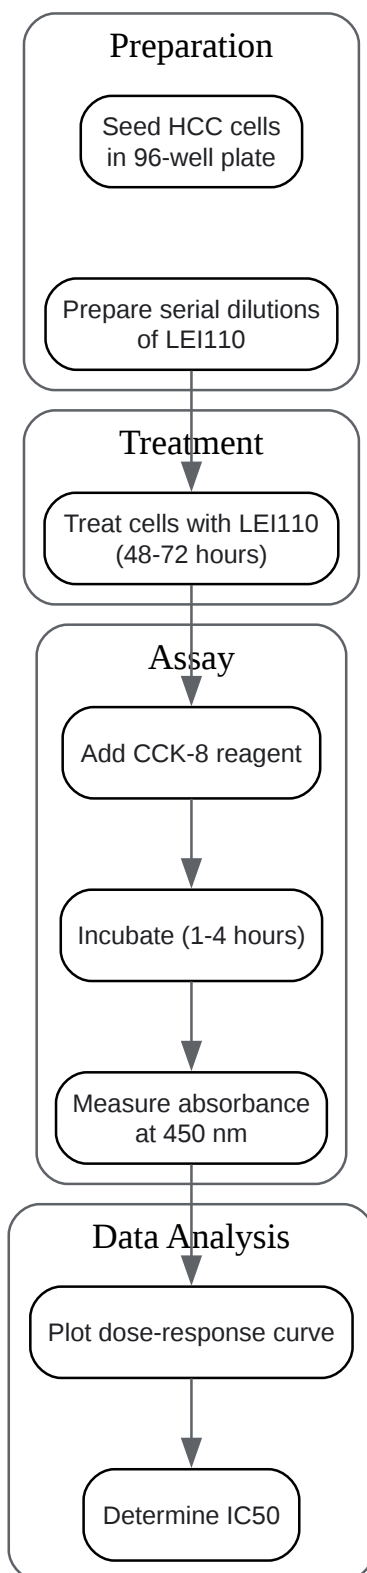 Preparation
Seed HCC cells
in 96-well plate
Prepare serial dilutions
of LEI110
Treatment
Treat cells with LEI110
(48-72 hours)
Assay
Add CCK-8 reagent
Incubate (1-4 hours)
Measure absorbance
at 450 nm
Data Analysis
Plot dose-response curve
Determine IC50